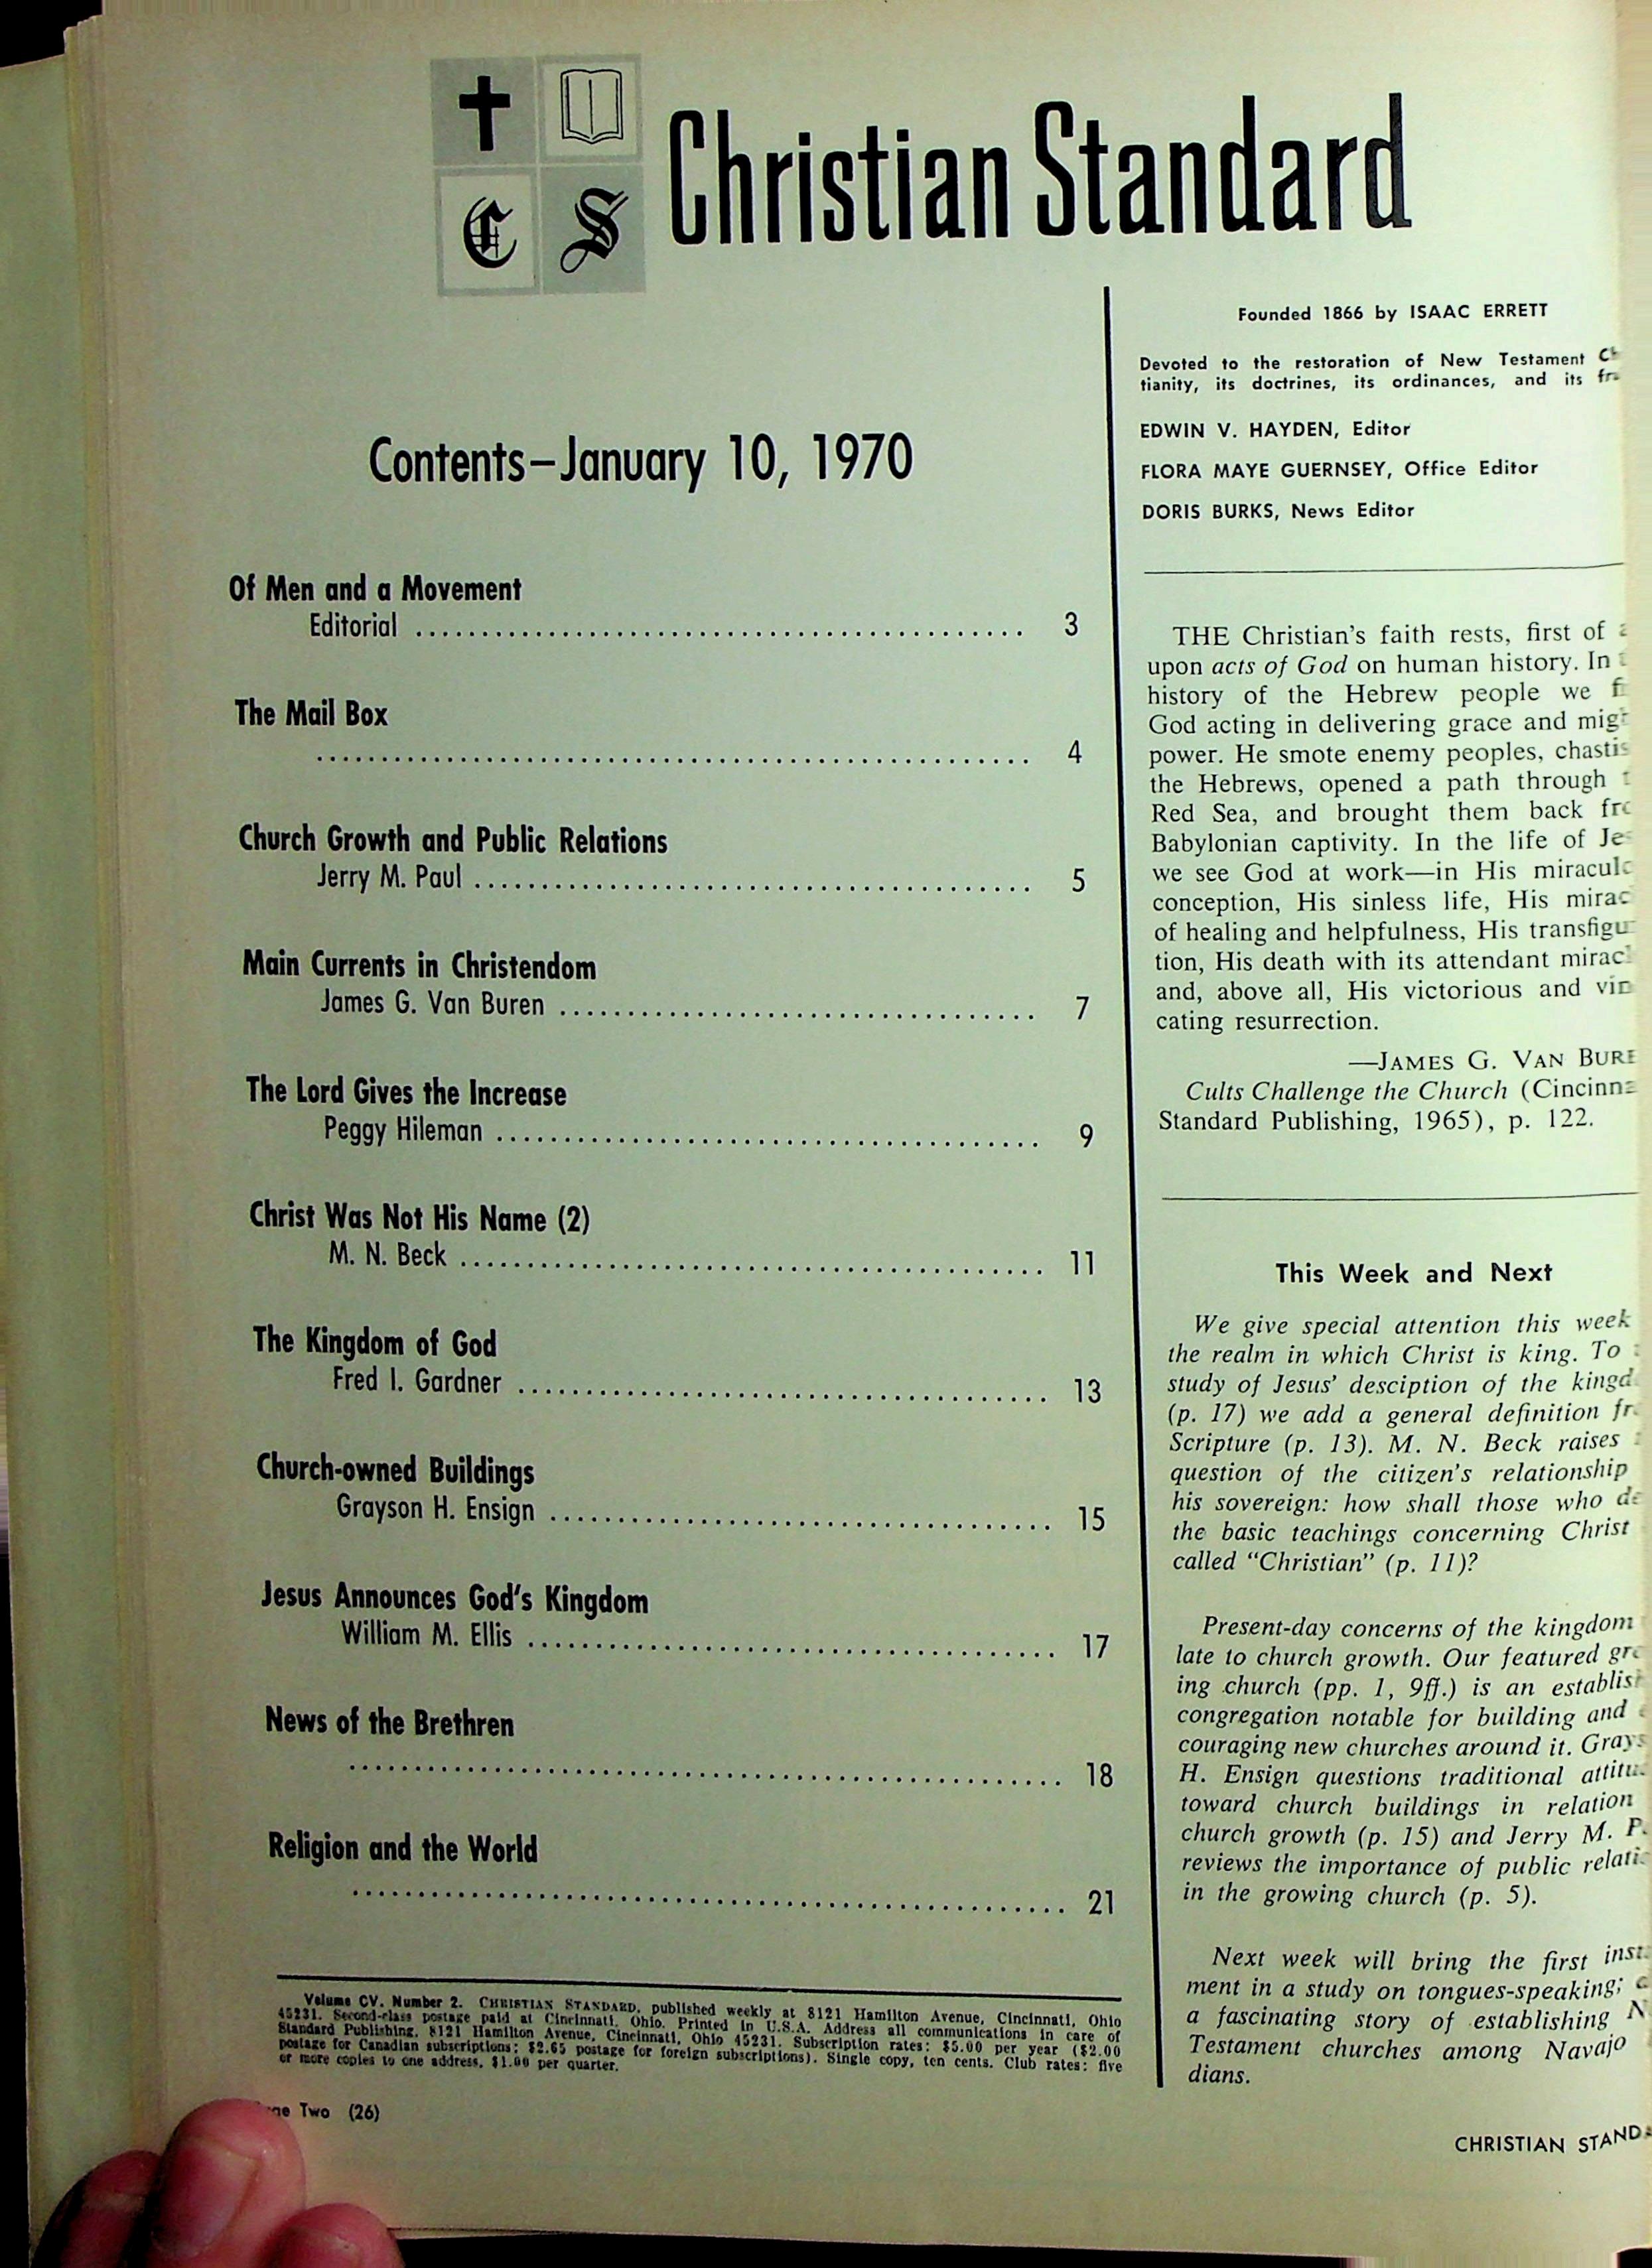 C S Christian Standard
Contents—January 10, 1970
Of Men and a Movement
Editorial ............................................... 3
The Mail Box
....................................................... 4
Church Growth and Public Relations
Jerry M. Paul ........................................... 5
Main Currents in Christendom
James G. Van Buren .................................... 7
The Lord Gives the Increase
Peggy Hileman .......................................... 9
Christ Was Not His Name (2)
M. N. Beck ............................................. 11
The Kingdom of God
Fred I. Gardner ........................................ 13
Church-owned Buildings
Grayson H. Ensign ...................................... 15
Jesus Announces God's Kingdom
William M. Ellis ........................................ 17
News of the Brethren
....................................................... 18
Religion and the World
....................................................... 21
Volume CV. Number 2. CHRISTIAN STANDARD, published weekly at 8121 Hamilton Avenue, Cincinnati, Ohio
45231. Second-class postage paid at Cincinnati, Ohio. Printed in U.S.A. Address all communications in care of
Standard Publishing, 8121 Hamilton Avenue, Cincinnati, Ohio 45231. Subscription rates: $5.00 per year ($2.00
postage for Canadian subscriptions; $2.65 postage for foreign subscriptions). Single copy, ten cents. Club rates: five
or more copies to one address, $1.00 per quarter.
Two (26)
Founded 1866 by ISAAC ERRETT
Devoted to the restoration of New Testament
tianity, its doctrines, its ordinances, and its
EDWIN V. HAYDEN, Editor
FLORA MAYE GUERNSEY, Office Editor
DORIS BURKS, News Editor
THE Christian's faith rests, first of
upon acts of God on human history. In
history of the Hebrew people we
God acting in delivering grace and
power. He smote enemy peoples,
the Hebrews, opened a path through
Red Sea, and brought them back
Babylonian captivity. In the life of
we see God at work—in His
conception, His sinless life, His
of healing and helpfulness, His
tion, His death with its attendant
and, above all, His victorious and
cating resurrection.
—JAMES G. VAN
Cults Challenge the Church
Standard Publishing, 1965), p. 122.
This Week and Next
We give special attention this week
the realm in which Christ is king. To
study of Jesus' desciption of the
(p. 17) we add a general definition
Scripture (p. 13). M. N. Beck raises
question of the citizen's relationship
his sovereign: how shall those who
the basic teachings concerning Christ
called "Christian" (p. 11)?
Present-day concerns of the kingdom
late to church growth. Our featured
ing church (pp. 1, 9ff.) is an
congregation notable for building and
couraging new churches around it.
H. Ensign questions traditional
toward church buildings in relation
church growth (p. 15) and Jerry M.
reviews the importance of public
in the growing church (p. 5).
Next week will bring the first
ment in a study on tongues-speaking;
a fascinating story of establishing
Testament churches among Navajo
dians.
CHRISTIAN